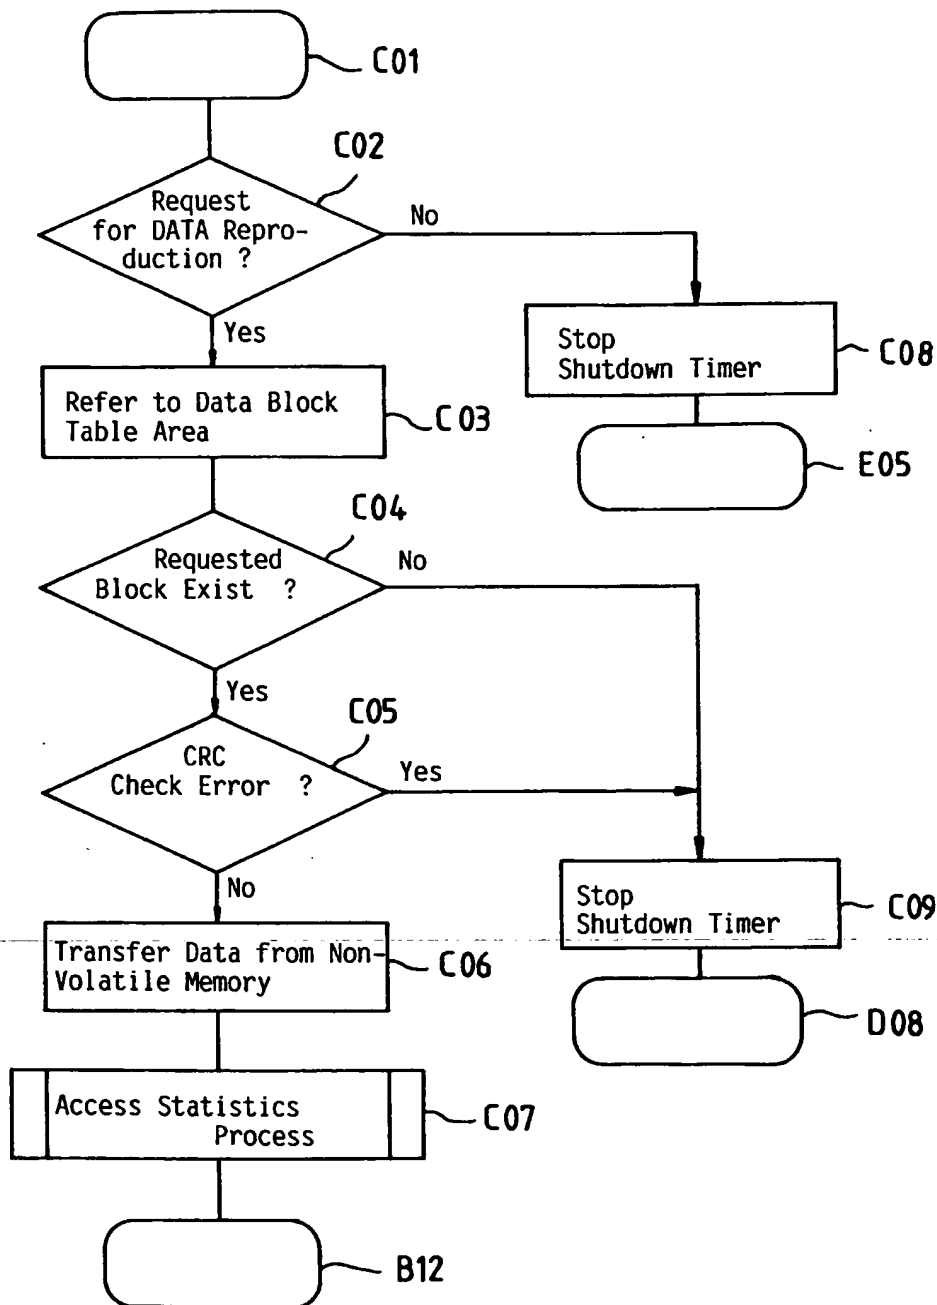 C01
C02
Request
for DATA Repro-
duction ?
No
Yes
Stop
Shutdown Timer
C08
Refer to Data Block
Table Area
C03
E05
C04
Requested
Block Exist ?
No
Yes
C05
CRC
Check Error ?
Yes
No
Stop
Shutdown Timer
C09
Transfer Data from Non-
Volatile Memory
C06
D08
Access Statistics
Process
C07
B12